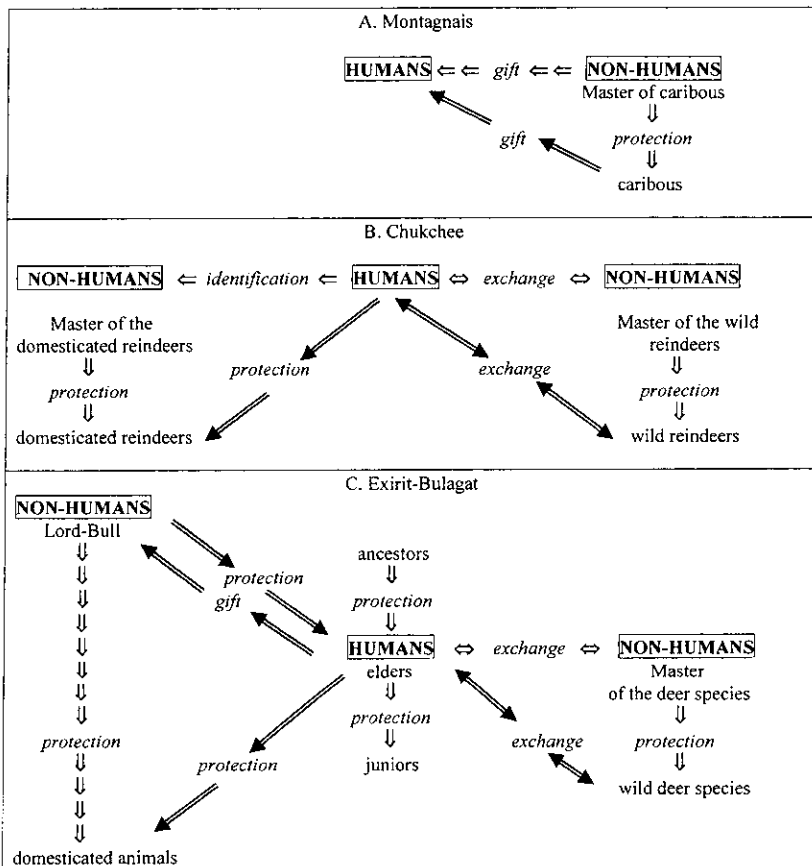 A. Montagnais
HUMANS ⇐ ⇐ gift ⇐ ⇐ NON-HUMANS
Master of caribous
⇓
gift protection
⇓
caribous
B. Chukchee
NON-HUMANS ⇐ identification ⇐ HUMANS ⇔ exchange ⇔ NON-HUMANS
Master of the Master of the wild
domesticated reindeers reindeers
⇓ ⇓
protection protection exchange protection
⇓ ⇓
domesticated reindeers wild reindeers
C. Exirit-Bulagat
NON-HUMANS
Lord-Bull
ancestors
protection
gift protection
HUMANS ⇔ exchange ⇔ NON-HUMANS
elders Master
of the deer species
protection
protection protection juniors exchange protection
wild deer species
domesticated animals